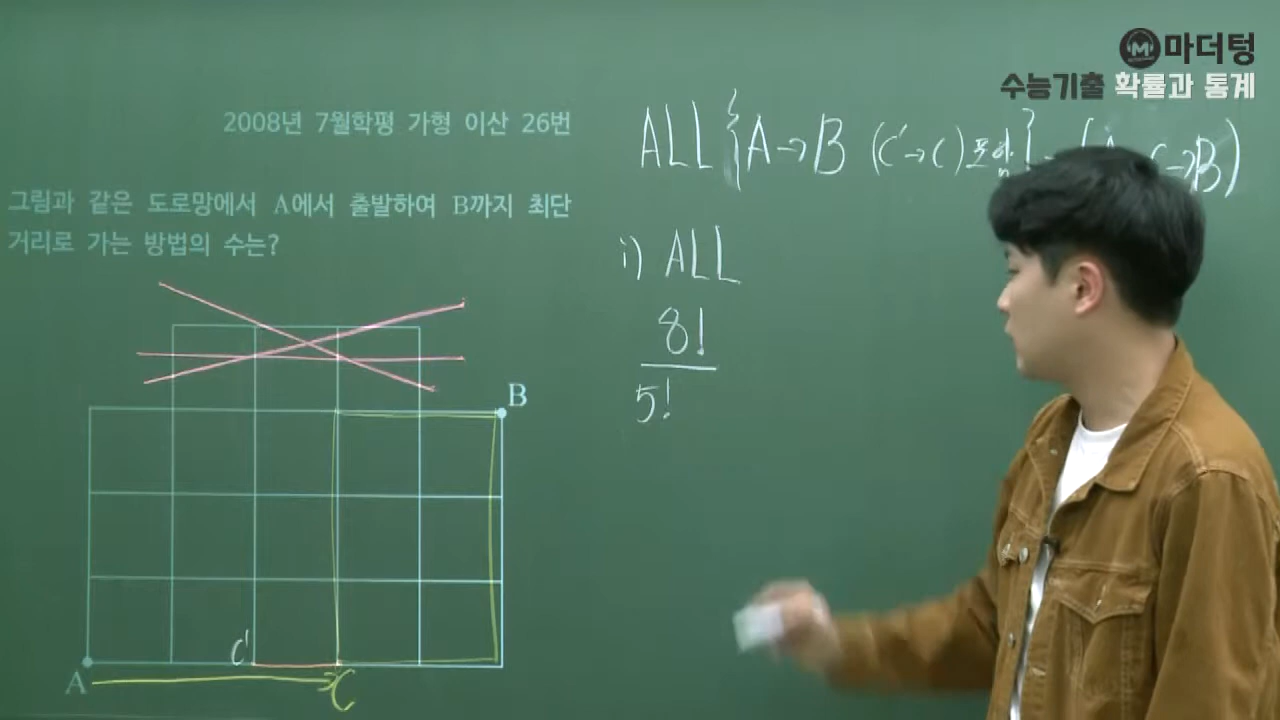 마더텅
수능기출 확률과 통계
2008년 7월학평 가형 이산 26번
ALL {A→B (C'→C)포함} - ( C→B)
그림과 같은 도로망에서 A에서 출발하여 B까지 최단
거리로 가는 방법의 수는?
i) ALL
8!
5!
B
C'
A
C